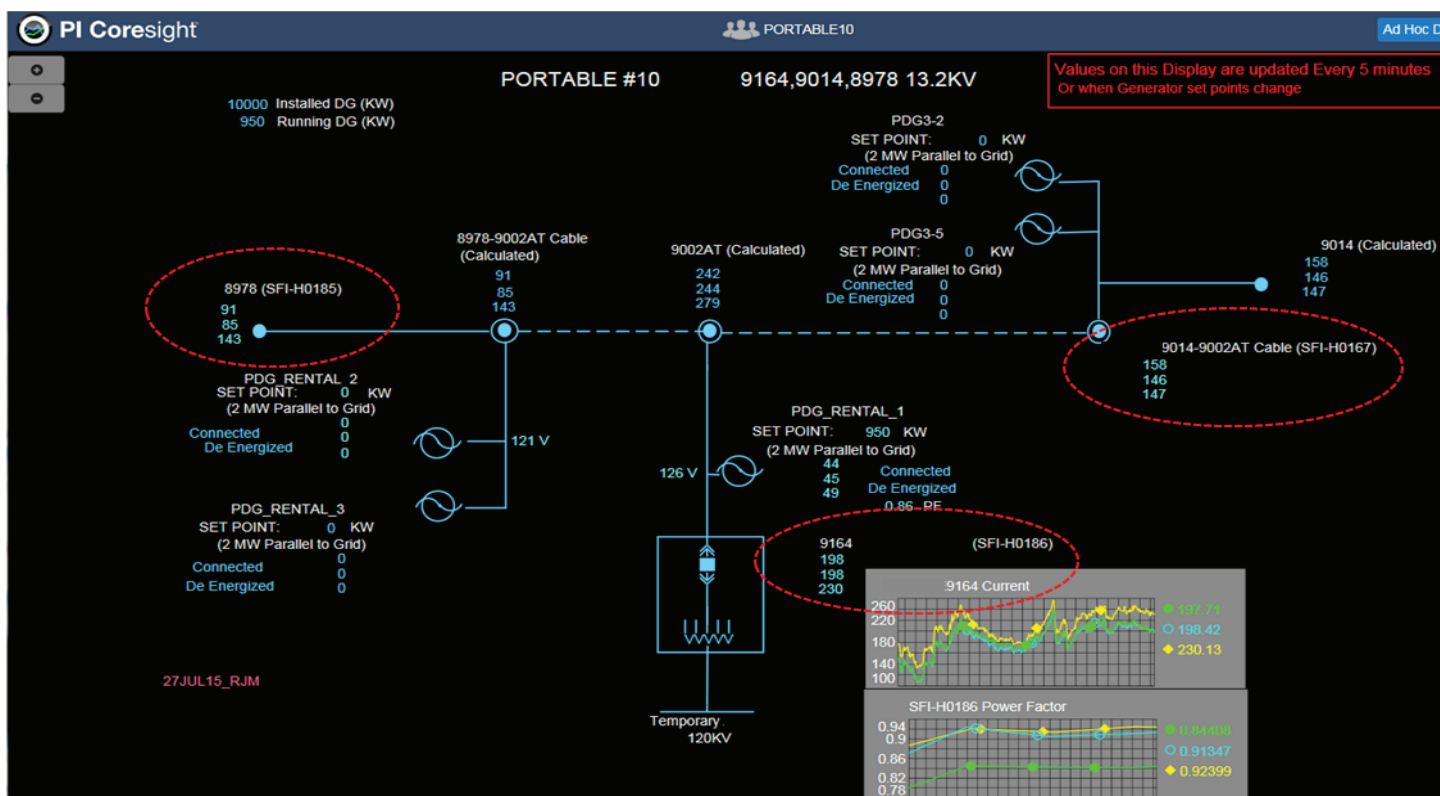 PI Coresight
PORTABLE10
Ad Hoc D
PORTABLE #10
9164,9014,8978 13.2KV
Values on this Display are updated Every 5 minutes
Or when Generator set points change
10000 Installed DG (KW)
950 Running DG (KW)
PDG3-2
SET POINT: 0 KW
(2 MW Parallel to Grid)
Connected 0
De Energized 0
0
PDG3-5
SET POINT: 0 KW
(2 MW Parallel to Grid)
Connected 0
De Energized 0
0
8978-9002AT Cable
(Calculated)
91
85
143
9002AT (Calculated)
242
244
279
9014 (Calculated)
158
146
147
8978 (SFI-H0185)
91
85
143
9014-9002AT Cable (SFI-H0167)
158
146
147
PDG_RENTAL_2
SET POINT: 0 KW
(2 MW Parallel to Grid)
0
Connected 0
De Energized 0
121 V
PDG_RENTAL_1
SET POINT: 950 KW
(2 MW Parallel to Grid)
44
45 Connected
49 De Energized
0.86 PF
126 V
PDG_RENTAL_3
SET POINT: 0 KW
(2 MW Parallel to Grid)
0
Connected 0
De Energized 0
9164 (SFI-H0186)
198
198
230
9164 Current
260
220
180
140
100
197.71
198.42
230.13
27JUL15_RJM
Temporary
120KV
SFI-H0186 Power Factor
0.94
0.9
0.86
0.82
0.78
0.84408
0.91347
0.92399